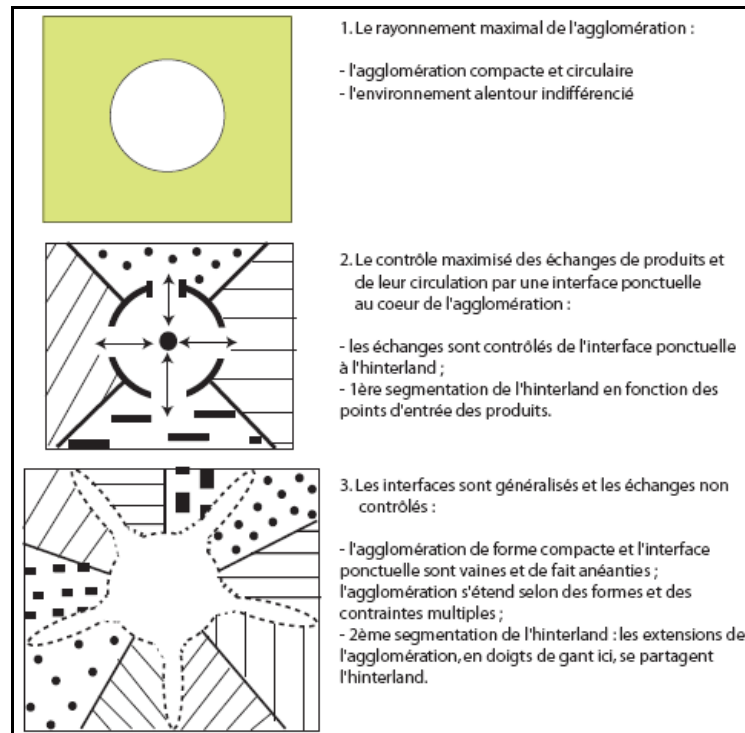 1. Le rayonnement maximal de l'agglomération :
- l'agglomération compacte et circulaire
- l'environnement alentour indifférencié
2. Le contrôle maximisé des échanges de produits et
de leur circulation par une interface ponctuelle
au coeur de l'agglomération :
- les échanges sont contrôlés de l'interface ponctuelle
à l'hinterland ;
- 1ère segmentation de l'hinterland en fonction des
points d'entrée des produits.
3. Les interfaces sont généralisés et les échanges non
contrôlés :
- l'agglomération de forme compacte et l'interface
ponctuelle sont vaines et de fait anéanties ;
l'agglomération s'étend selon des formes et des
contraintes multiples ;
- 2ème segmentation de l'hinterland : les extensions de
l'agglomération, en doigts de gant ici, se partagent
l'hinterland.